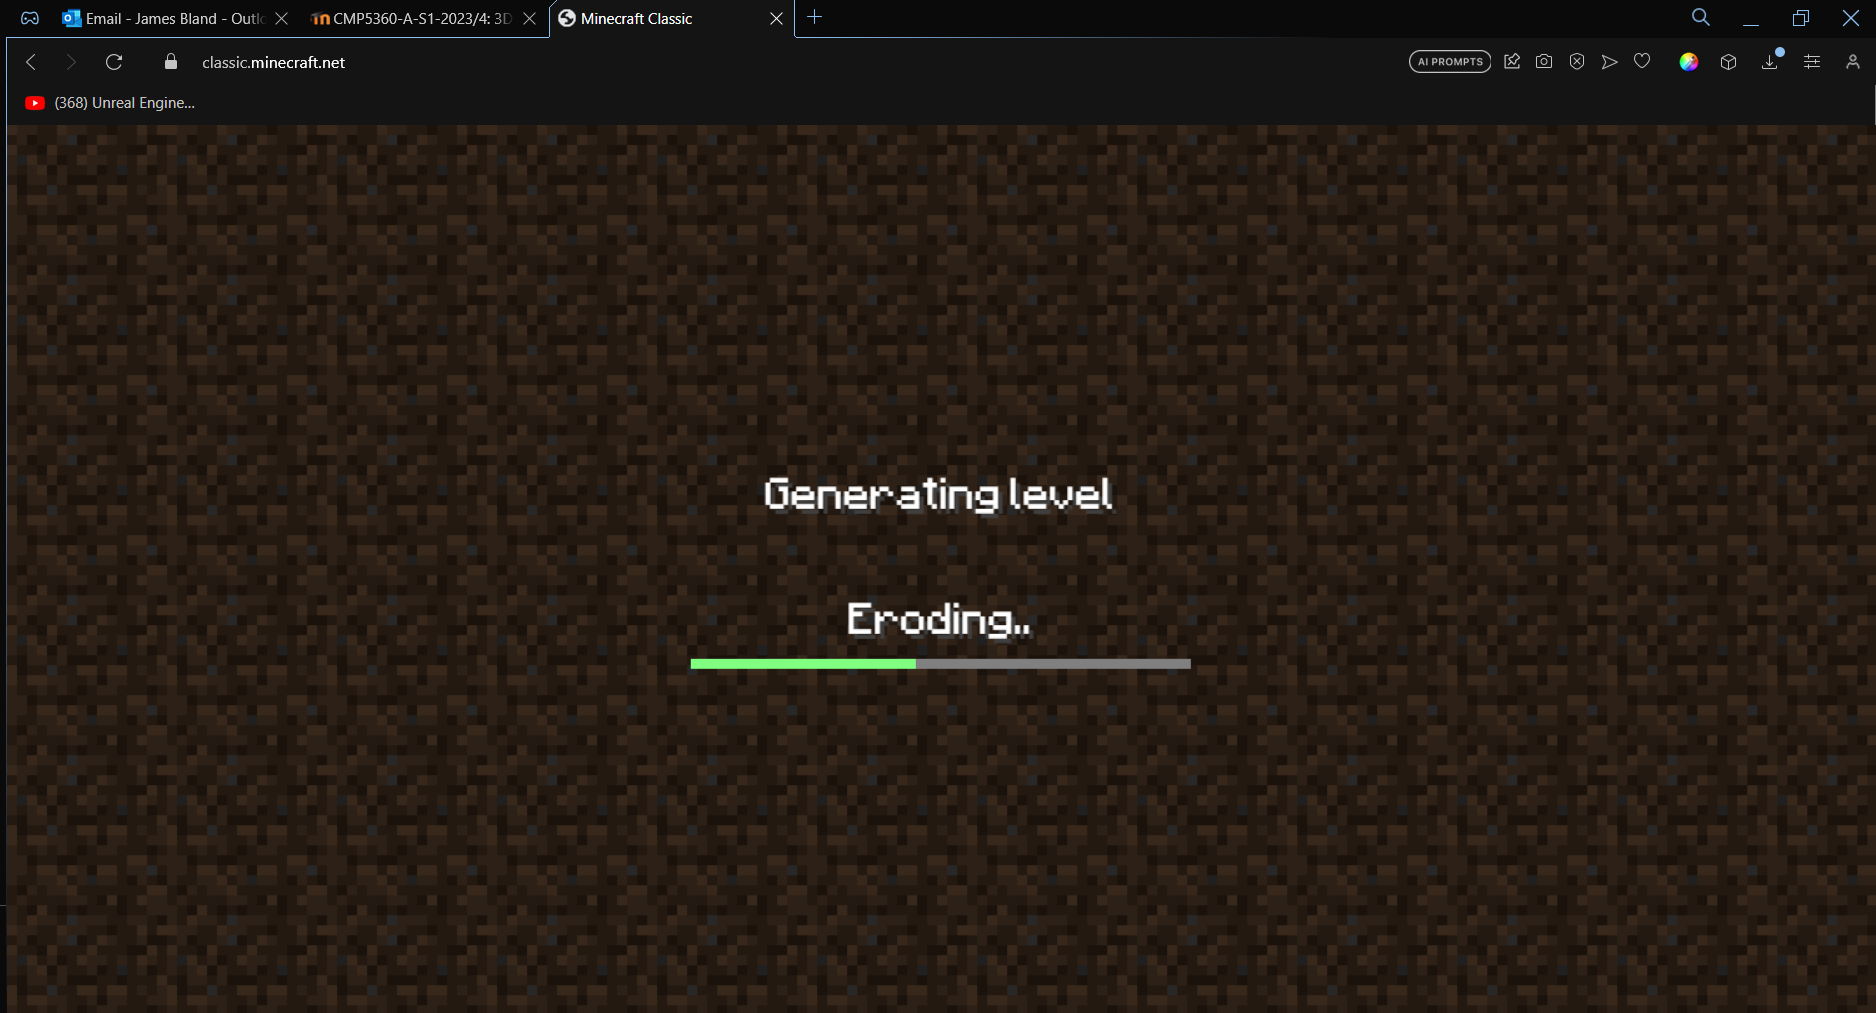 Email - James Bland - Outlo
CMP5360-A-S1-2023/4: 3D
Minecraft Classic
classic.minecraft.net
AI PROMPTS
(368) Unreal Engine...
Generating level
Eroding..